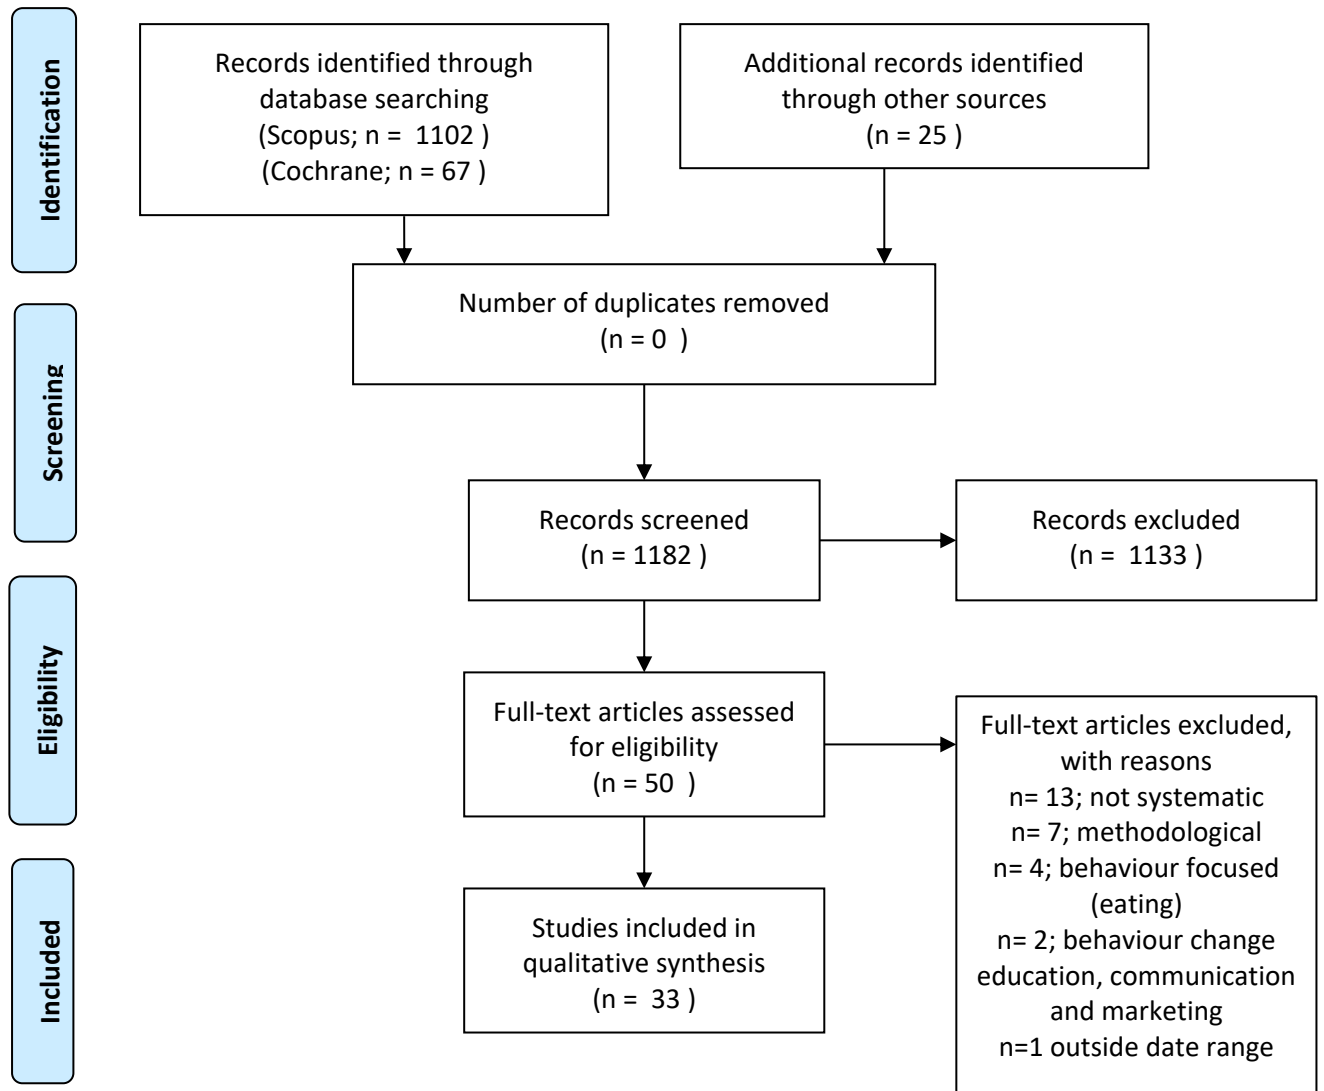 Identification
Records identified through
database searching
(Scopus; n =  1102 )
(Cochrane; n = 67 )
Additional records identified
through other sources
(n = 25 )
Number of duplicates removed
(n = 0  )
Screening
Records screened
(n = 1182 )
Records excluded
(n =  1133 )
Eligibility
Full-text articles assessed
for eligibility
(n = 50  )
Full-text articles excluded,
with reasons
n= 13; not systematic
n= 7; methodological
n= 4; behaviour focused
(eating)
n= 2; behaviour change
education, communication
and marketing
n=1 outside date range
Included
Studies included in
qualitative synthesis
(n =  33 )